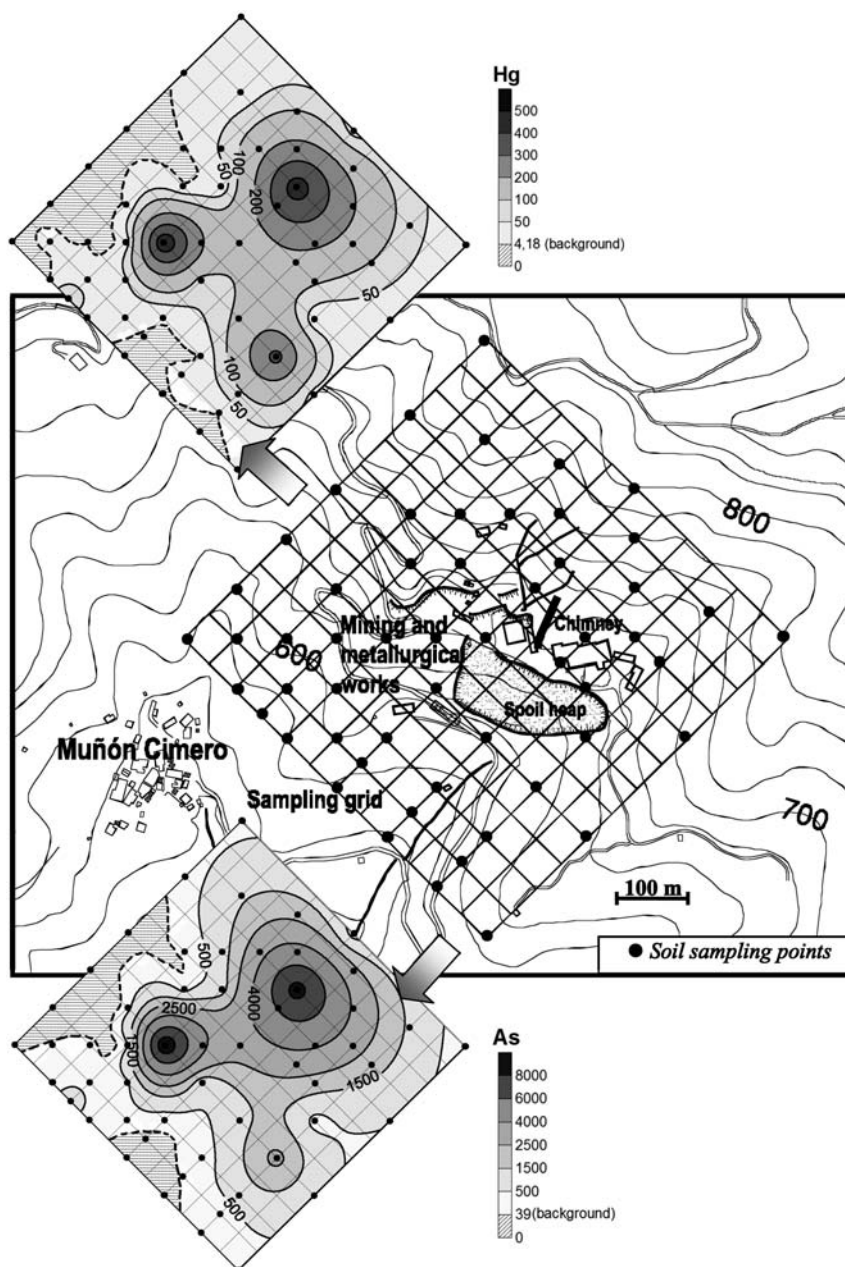 Hg
500
400
300
200
100
50
4,18 (background)
0
50
100
200
50
100
50
800
Chimney
Mining and
metallurgical
works
600
Spoil heap
Muñón Cimero
Sampling grid
700
100 m
Soil sampling points
500
2500
4000
1500
1500
500
As
8000
6000
4000
2500
1500
500
39 (background)
0